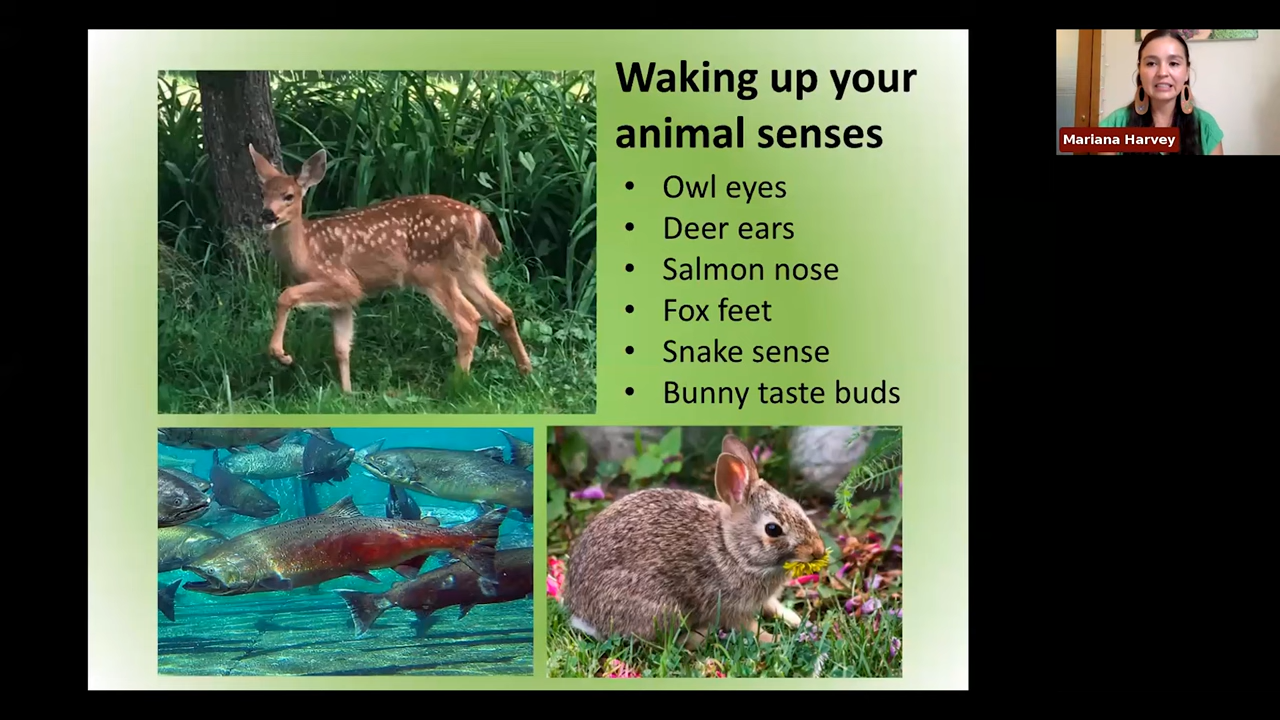 Waking up your
animal senses
• Owl eyes
• Deer ears
• Salmon nose
• Fox feet
• Snake sense
• Bunny taste buds
Mariana Harvey